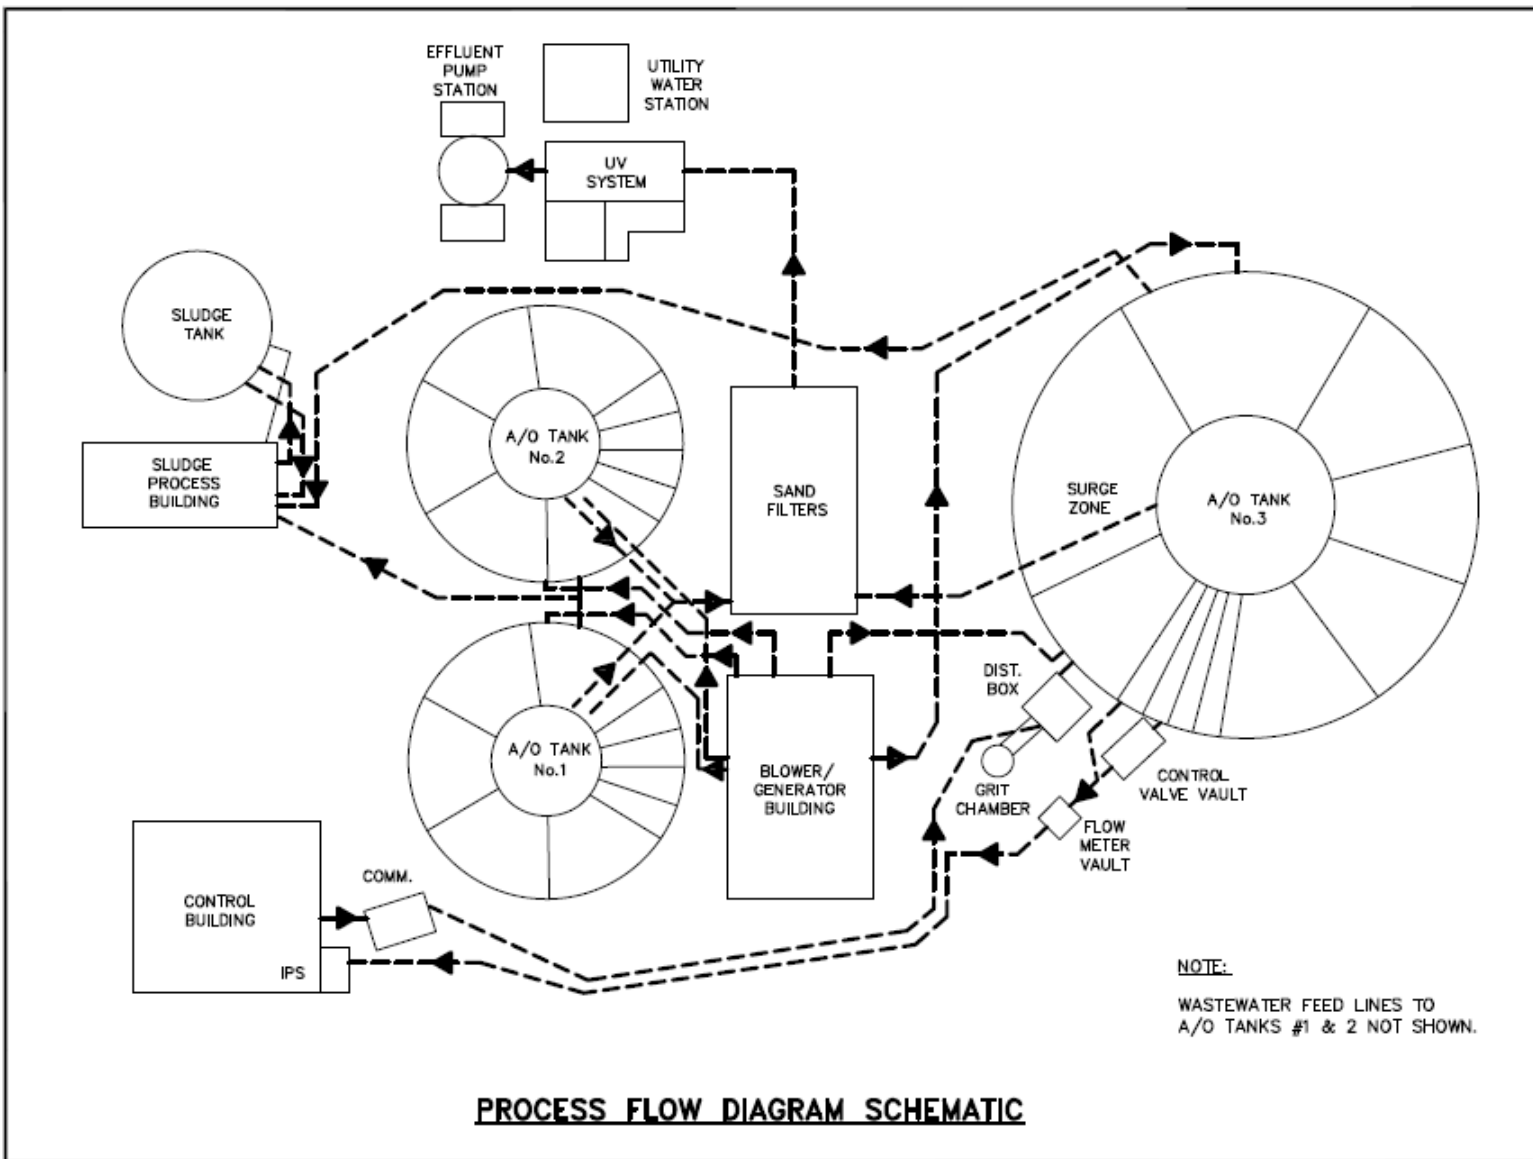 EFFLUENT
PUMP
STATION
UTILITY
WATER
STATION
UV
SYSTEM
SLUDGE
TANK
A/O TANK
No.2
SLUDGE
PROCESS
BUILDING
SAND
FILTERS
SURGE
ZONE
A/O TANK
No.3
DIST.
BOX
A/O TANK
No.1
BLOWER/
GENERATOR
BUILDING
GRIT
CHAMBER
CONTROL
VALVE VAULT
FLOW
METER
VAULT
COMM.
CONTROL
BUILDING
IPS
NOTE:
WASTEWATER FEED LINES TO
A/O TANKS #1 & 2 NOT SHOWN.
PROCESS FLOW DIAGRAM SCHEMATIC